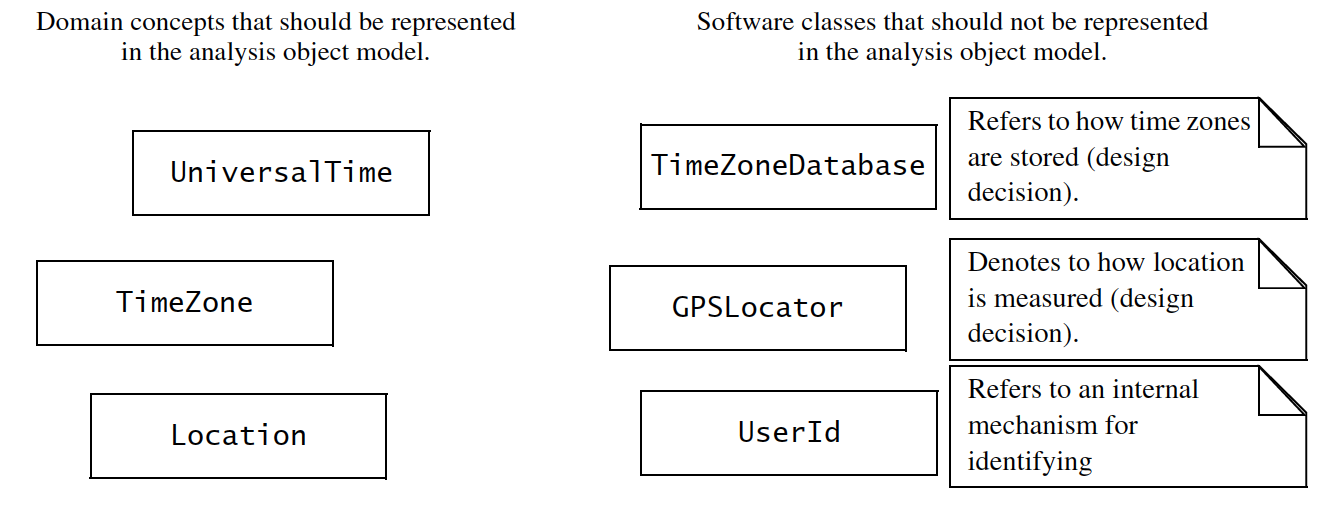 Domain concepts that should be represented
in the analysis object model.
UniversalTime
TimeZone
Location
Software classes that should not be represented
in the analysis object model.
TimeZoneDatabase
Refers to how time zones
are stored (design
decision).
GPSLocator
Denotes to how location
is measured (design
decision).
UserId
Refers to an internal
mechanism for
identifying